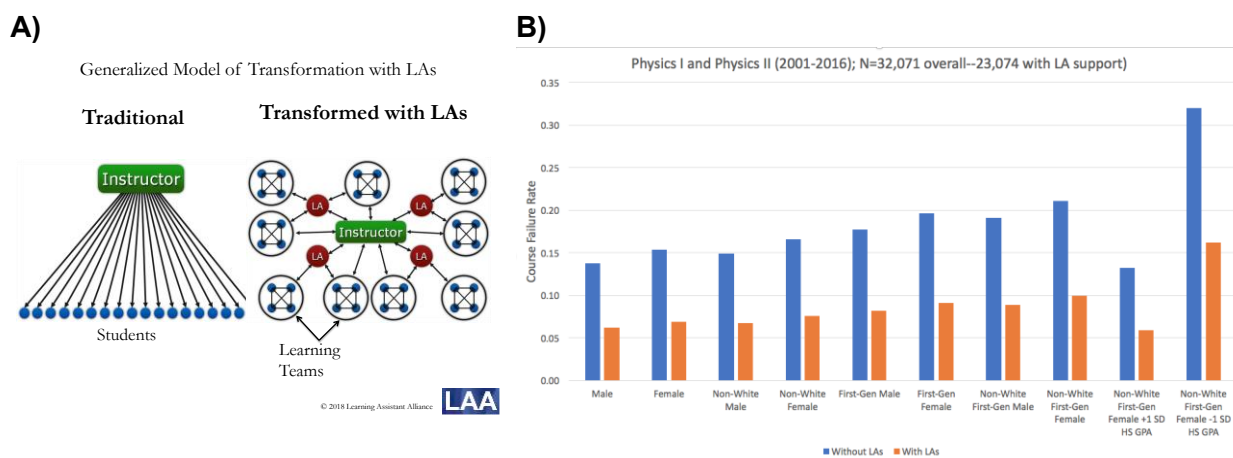 A)
Generalized Model of Transformation with LAs
Traditional
Transformed with LAs
Instructor
Students
LA
LA
Instructor
LA
LA
Learning
Teams
© 2018 Learning Assistant Alliance
LAA
B)
Physics I and Physics II (2001-2016); N=32,071 overall--23,074 with LA support)
Course Failure Rate
0.35
0.30
0.25
0.20
0.15
0.10
0.05
0.00
Male
Female
Non-White
Male
Non-White
Female
First-Gen Male
First-Gen
Female
Non-White
First-Gen Male
Non-White
First-Gen
Female
Non-White
First-Gen
Female +1 SD
HS GPA
Non-White
First-Gen
Female -1 SD
HS GPA
Without LAs
With LAs